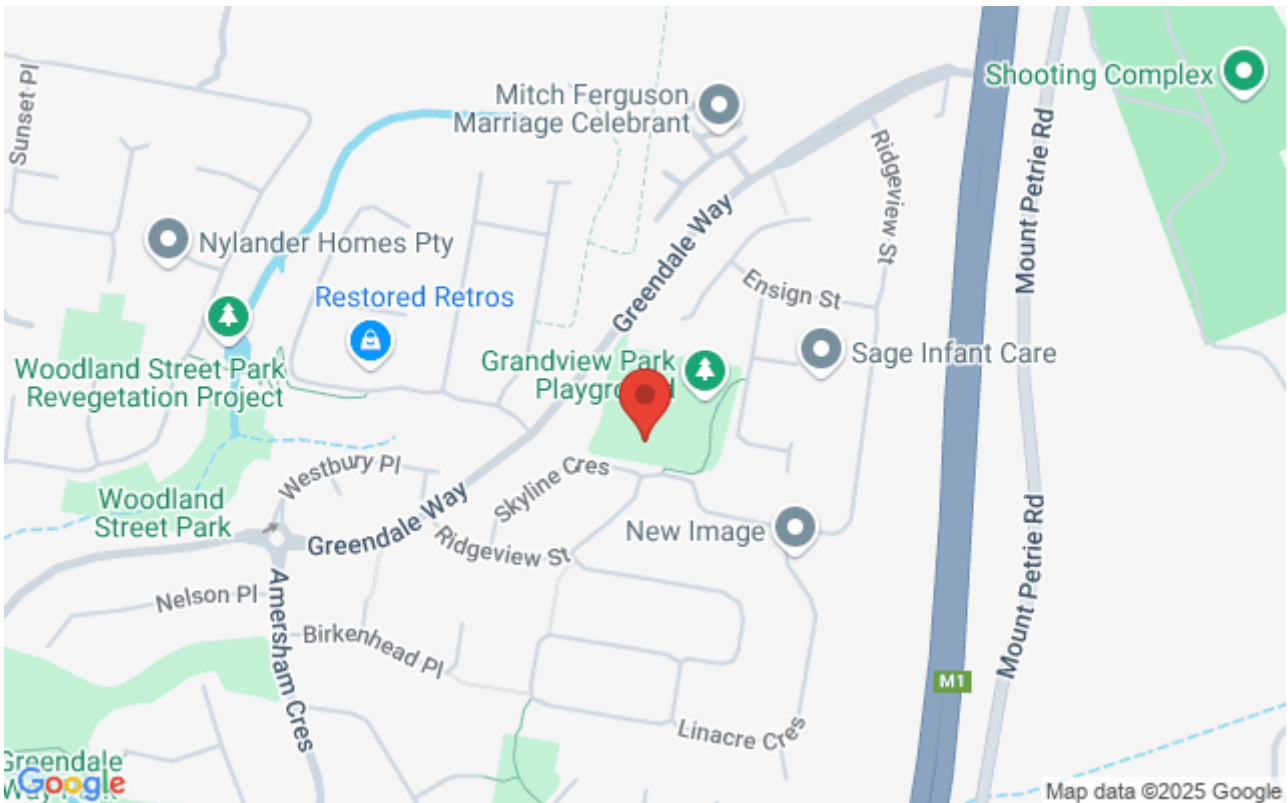 Sunset Pl
Mitch Ferguson
Marriage Celebrant
Shooting Complex
Mount Petrie Rd
Ridgeview St
Nylander Homes Pty
Greendale Way
Ensign St
Restored Retros
Woodland Street Park
Revegetation Project
Grandview Park
Playground
Sage Infant Care
Westbury Pl
Skyline Cres
Woodland
Street Park
Greendale Way
Ridgeview St
New Image
Mount Petrie Rd
Nelson Pl
Amersham Cres
Birkenhead Pl
M1
Linacre Cres
Greendale
Google
Map data ©2025 Google